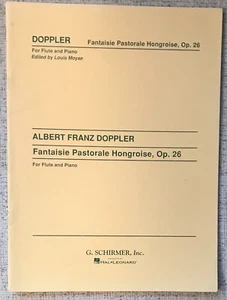 DOPPLER Fantaisie Pastorale Hongroise, Op. 26
For Flute and Piano
Edited by Louis Moyse
ALBERT FRANZ DOPPLER
Fantaisie Pastorale Hongroise, Op. 26
For Flute and Piano
G. SCHIRMER, Inc.
HAL•LEONARD